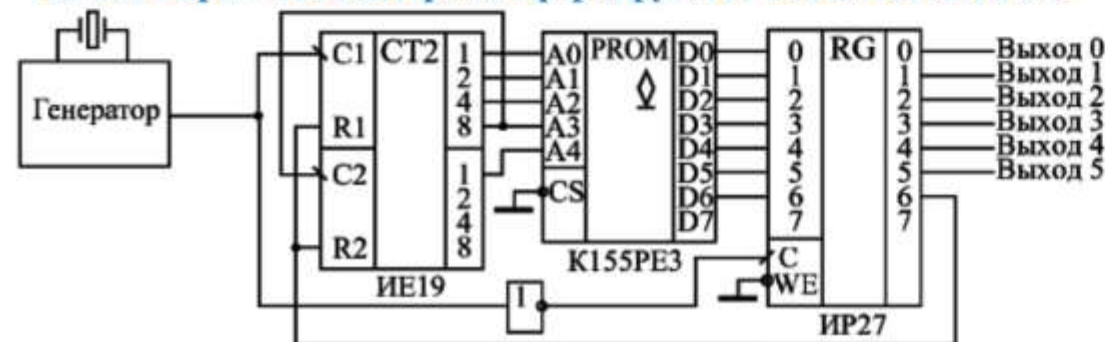 Генератор
C1 CT2 1
2
4
8
R1
C2 1
2
4
8
R2
ИЕ19
A0 PROM D0
A1 D1
A2 D2
A3 D3
A4 D4
D5
CS D6
D7
К155РЕ3
1
0 RG 0
1 1
2 2
3 3
4 4
5 5
6 6
7 7
C
WE
ИР27
Выход 0
Выход 1
Выход 2
Выход 3
Выход 4
Выход 5